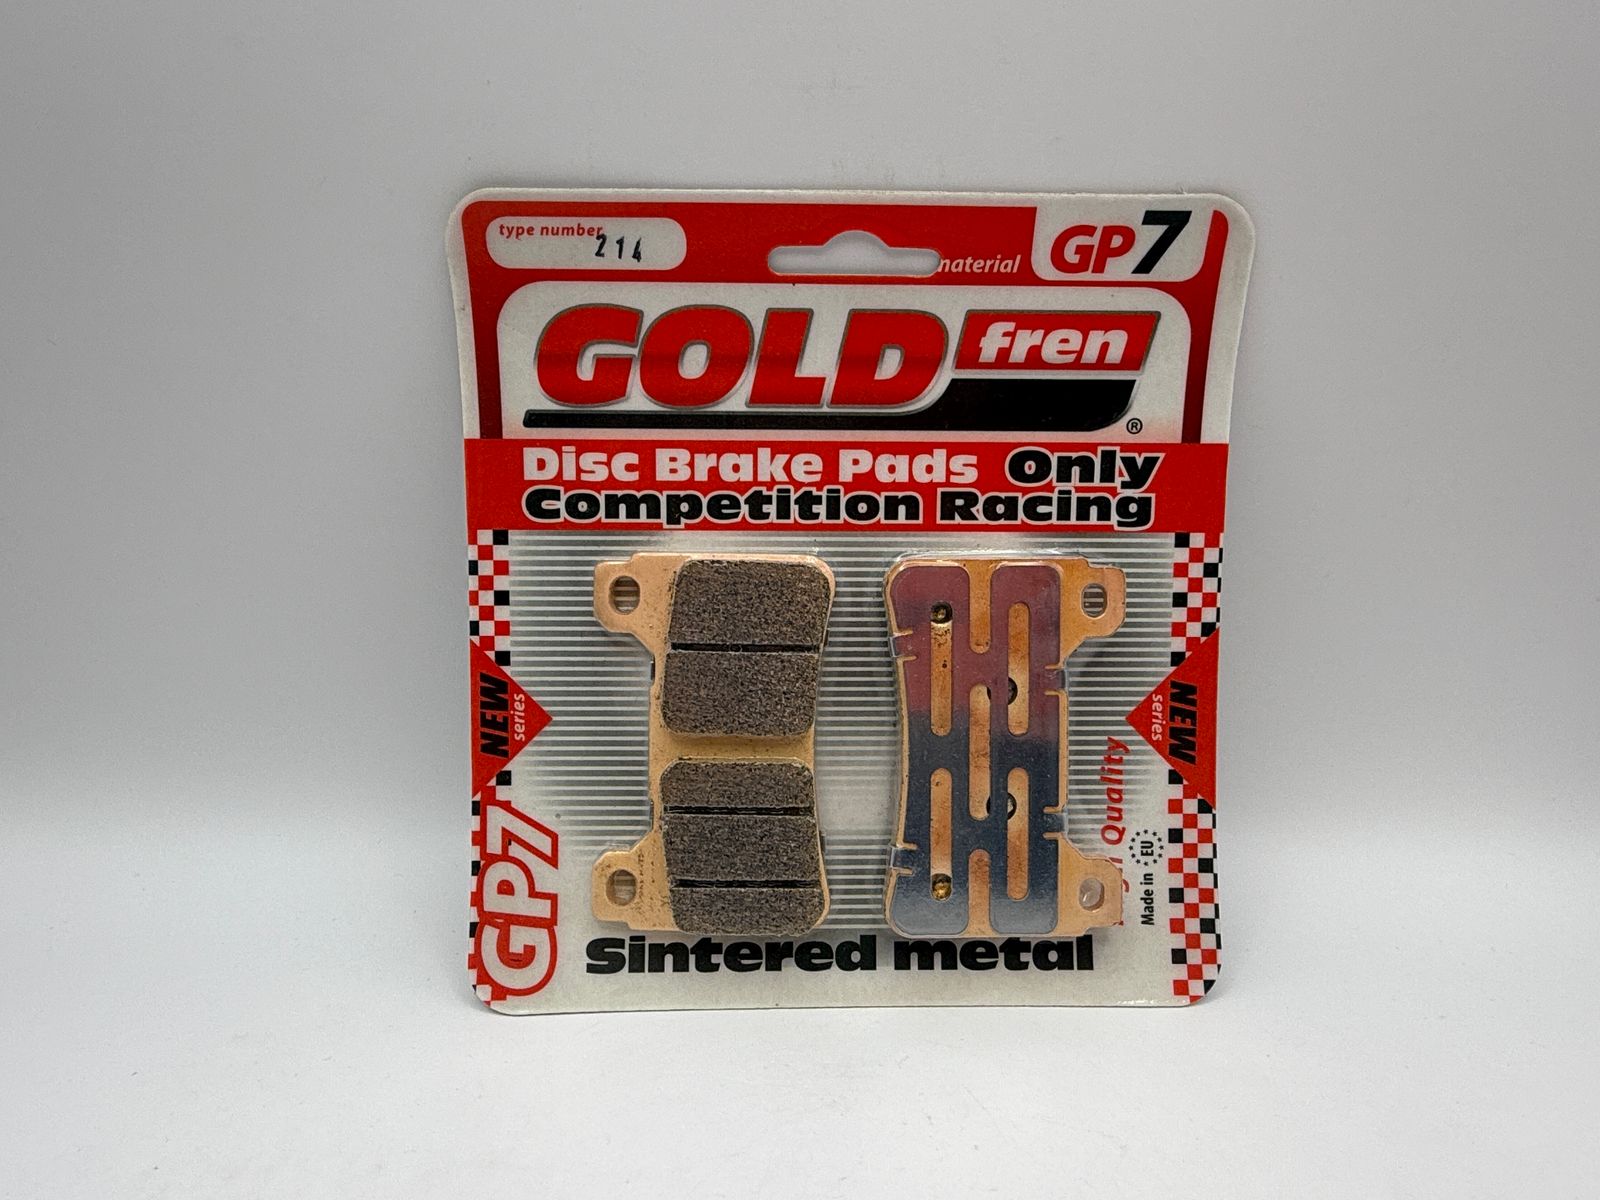 type number
214
material GP7
GOLD fren
®
Disc Brake Pads Only
Competition Racing
NEW
series
NEW
series
GP7
Quality
Made in EU
Sintered metal